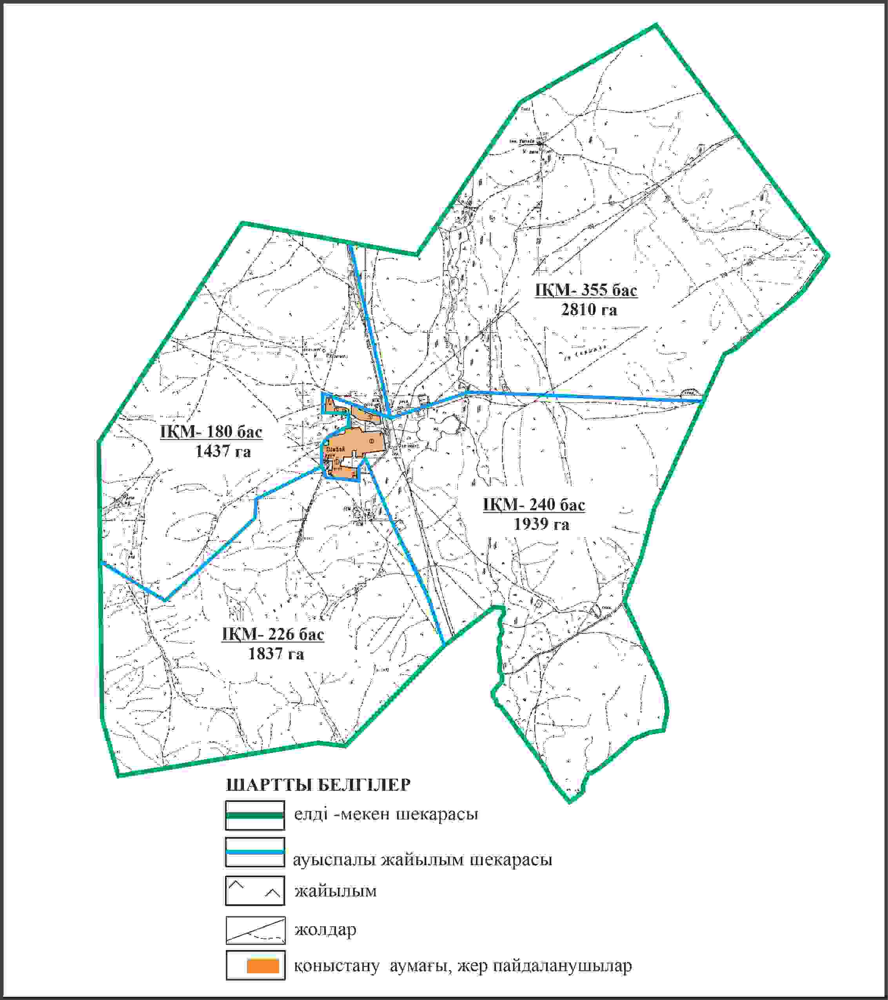 ІҚМ- 355 бас
2810 га
ІҚМ- 180 бас
1437 га
ІҚМ- 240 бас
1939 га
ІҚМ- 226 бас
1837 га
ШАРТТЫ БЕЛГІЛЕР
елді -мекен шекарасы
ауыспалы жайылым шекарасы
жайылым
жолдар
қоныстану аумағы, жер пайдаланушылар